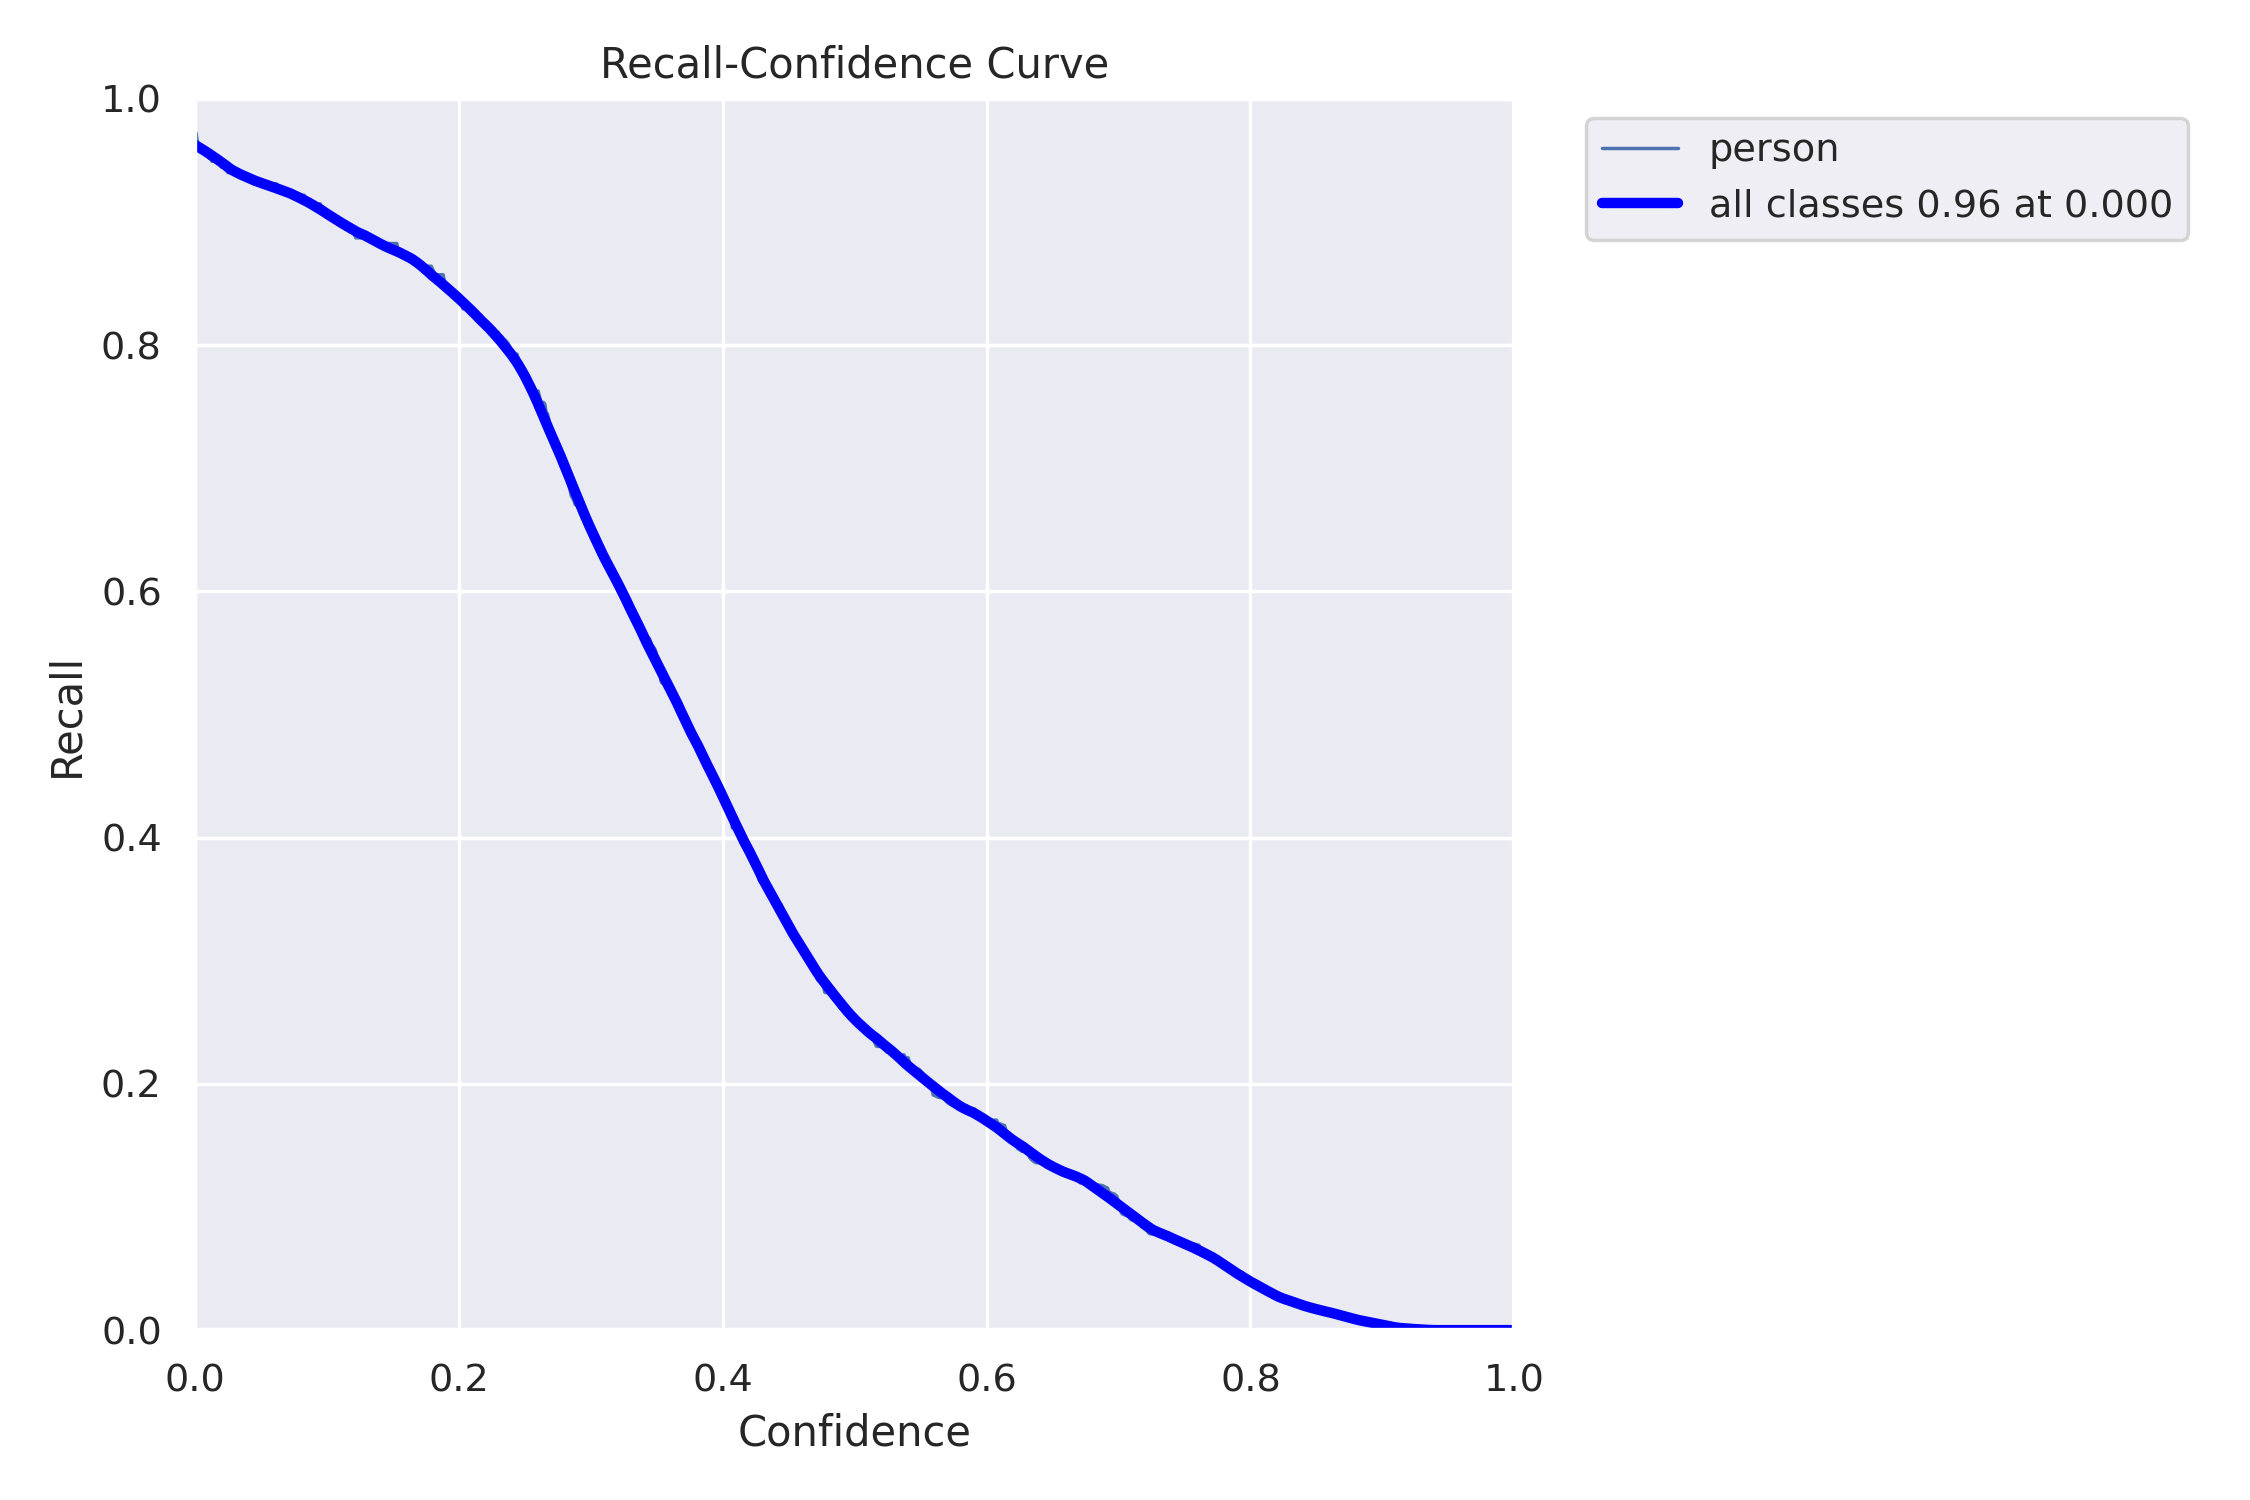 Recall-Confidence Curve
1.0
0.8
0.6
0.4
0.2
0.0
Recall
0.0 0.2 0.4 0.6 0.8 1.0
Confidence
person
all classes 0.96 at 0.000